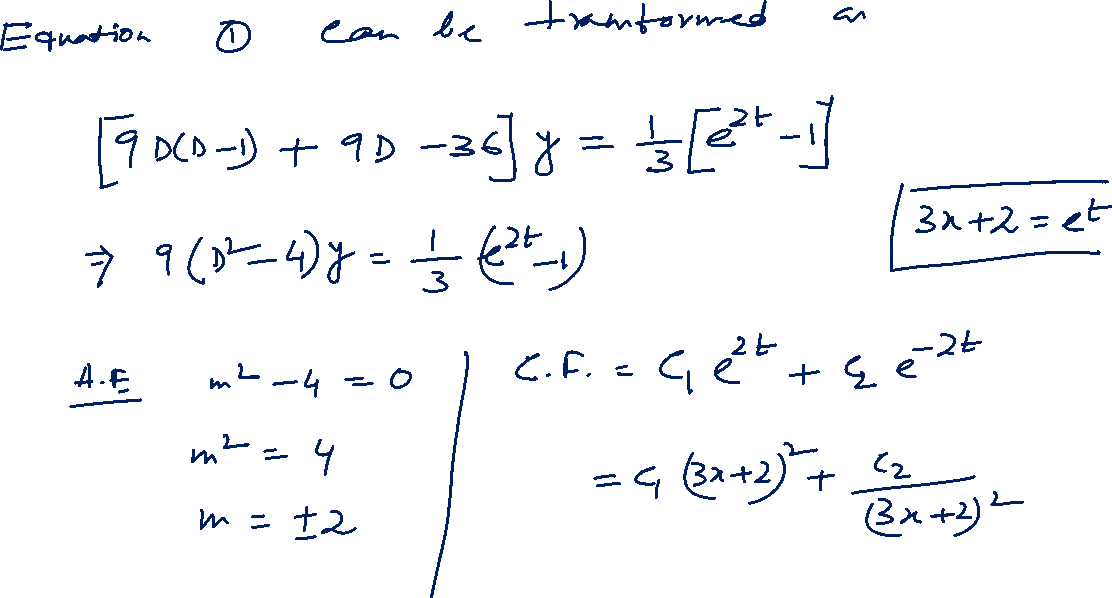 Equation ① can be transformed as
[9 D(D-1) + 9D - 36] y = 1/3 [e^{2t} - 1]
3x+2 = e^t
⇒ 9(D² - 4)y = 1/3 (e^{2t} - 1)
A.E m² - 4 = 0
m² = 4
m = ±2
C.F. = C₁ e^{2t} + C₂ e^{-2t}
= C₁ (3x+2)² + C₂/(3x+2)²